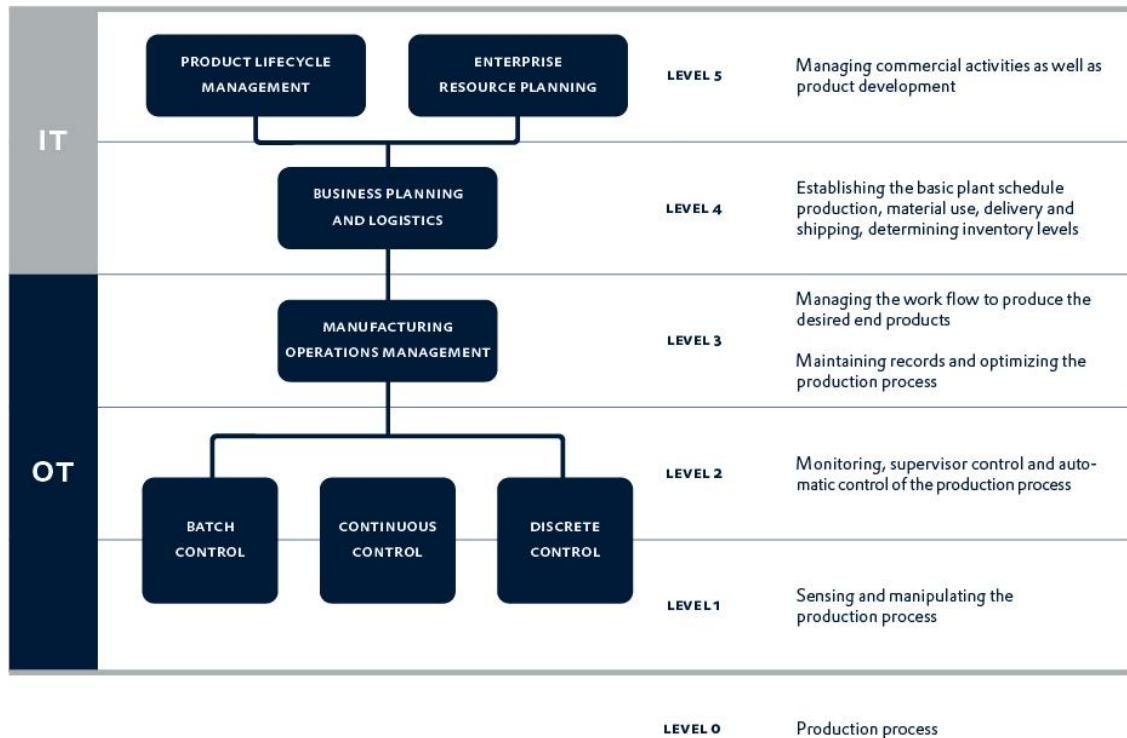 IT
PRODUCT LIFECYCLE
MANAGEMENT
ENTERPRISE
RESOURCE PLANNING
LEVEL 5
Managing commercial activities as well as
product development
BUSINESS PLANNING
AND LOGISTICS
LEVEL 4
Establishing the basic plant schedule
production, material use, delivery and
shipping, determining inventory levels
OT
MANUFACTURING
OPERATIONS MANAGEMENT
LEVEL 3
Managing the work flow to produce the
desired end products
Maintaining records and optimizing the
production process
BATCH
CONTROL
CONTINUOUS
CONTROL
DISCRETE
CONTROL
LEVEL 2
Monitoring, supervisor control and auto-
matic control of the production process
LEVEL 1
Sensing and manipulating the
production process
LEVEL 0
Production process